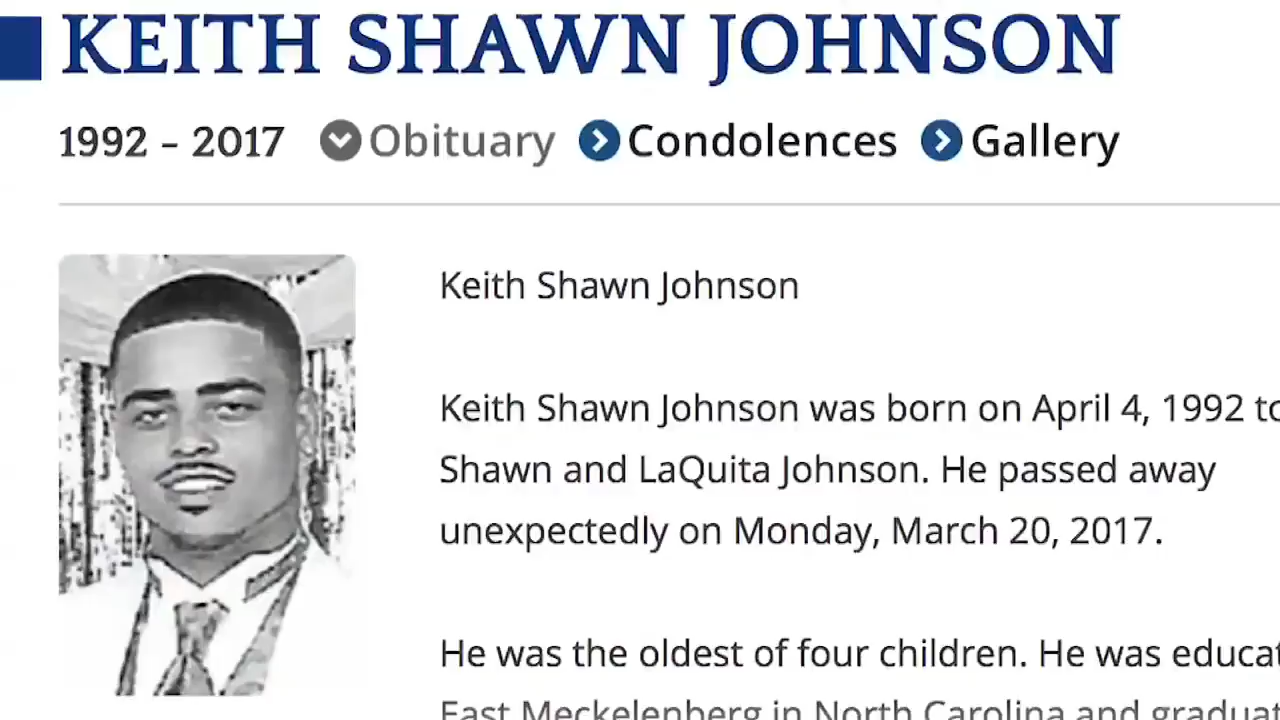 KEITH SHAWN JOHNSON
1992 – 2017 Obituary Condolences Gallery
Keith Shawn Johnson
Keith Shawn Johnson was born on April 4, 1992 to
Shawn and LaQuita Johnson. He passed away
unexpectedly on Monday, March 20, 2017.
He was the oldest of four children. He was educat
East Meckelenberg in North Carolina and graduat